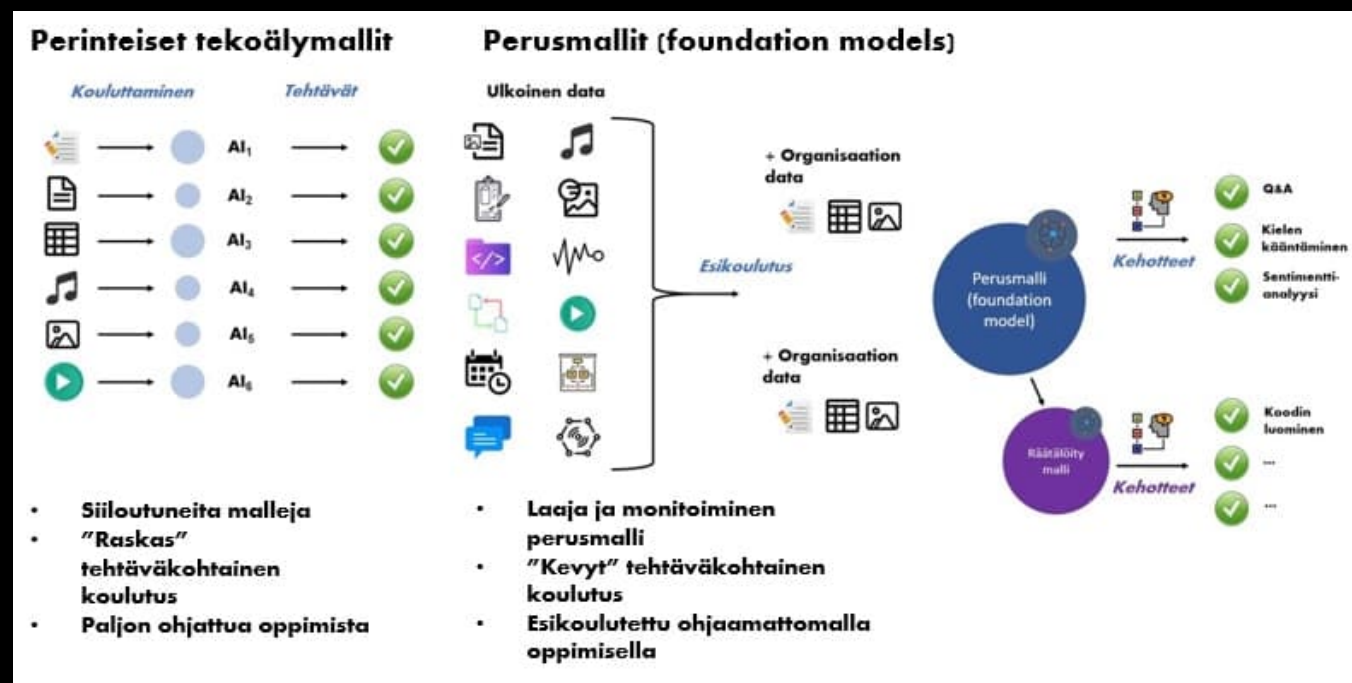 Perinteiset tekoälymallit
Kouluttaminen
Tehtävät
AI₁
AI₂
AI₃
AI₄
AI₅
AI₆
• Siiloutuneita malleja
• ”Raskas”
tehtäväkohtainen
koulutus
• Paljon ohjattua oppimista
Perusmallit (foundation models)
Ulkoinen data
</>
Esikoulutus
+ Organisaation
data
+ Organisaation
data
Perusmalli
(foundation
model)
Kehotteet
Q&A
Kielen
kääntäminen
Sentimentti-
analyysi
Räätälöity
malli
Kehotteet
Koodin
luominen
...
...
• Laaja ja monitoiminen
perusmalli
• ”Kevyt” tehtäväkohtainen
koulutus
• Esikoulutettu ohjaamattomalla
oppimisella